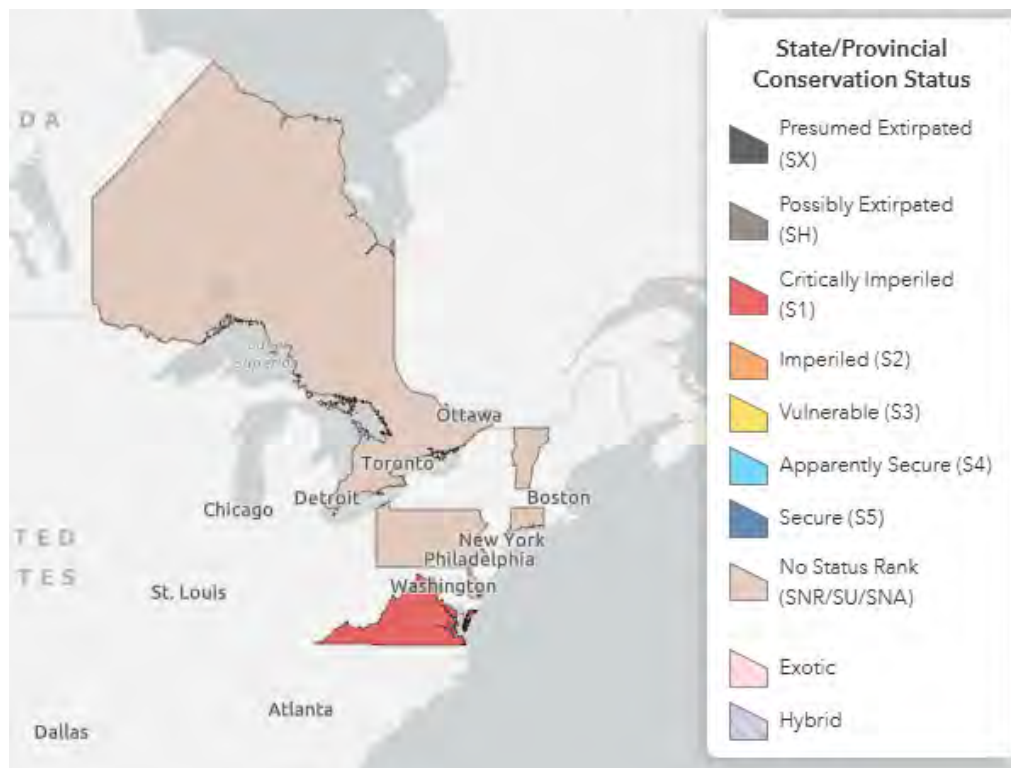 DA
Superior
Ottawa
Toronto
Detroit
Boston
Chicago
New York
TED
Philadelphia
TES
Washington
St. Louis
Atlanta
Dallas
State/Provincial
Conservation Status
Presumed Extirpated
(SX)
Possibly Extirpated
(SH)
Critically Imperiled
(S1)
Imperiled (S2)
Vulnerable (S3)
Apparently Secure (S4)
Secure (S5)
No Status Rank
(SNR/SU/SNA)
Exotic
Hybrid